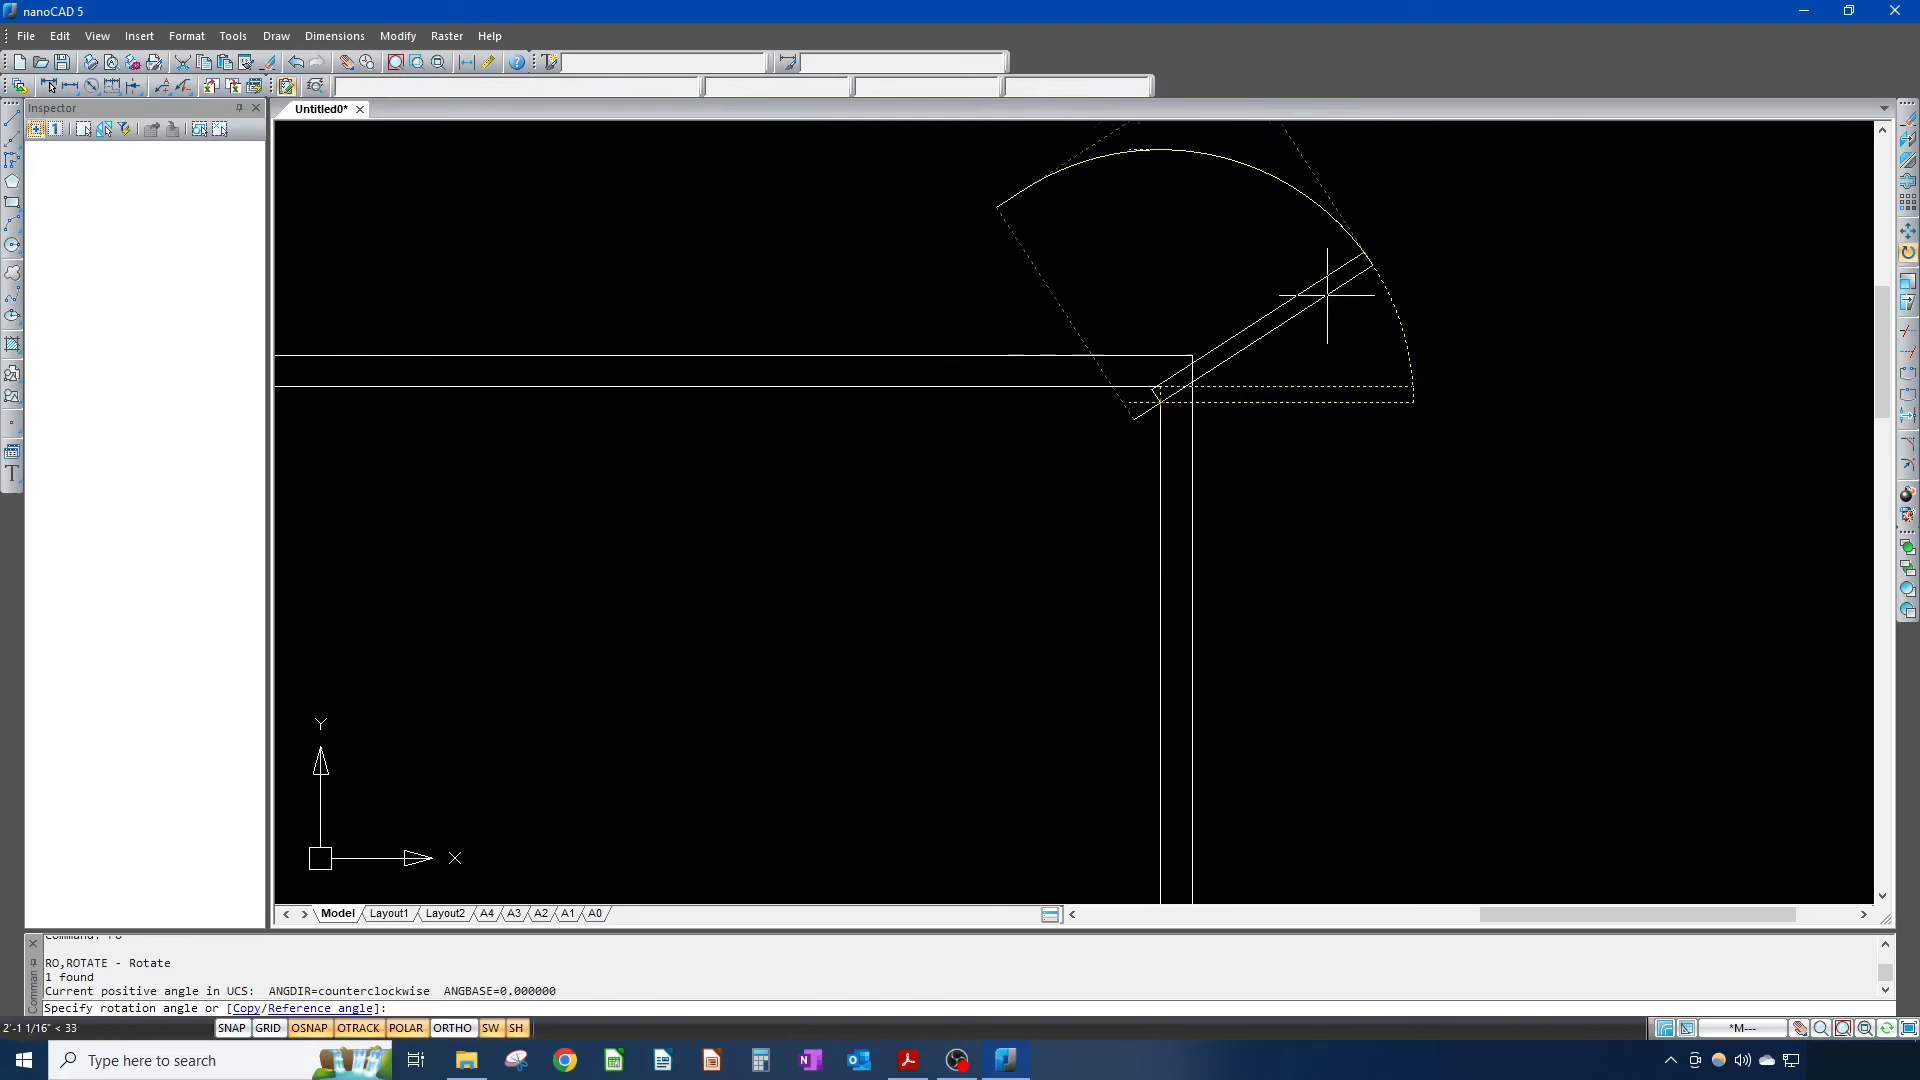 nanoCAD 5
File Edit View Insert Format Tools Draw Dimensions Modify Raster Help
Inspector
Untitled0*
Y
X
Model Layout1 Layout2 A4 A3 A2 A1 A0
RO,ROTATE - Rotate
1 found
Current positive angle in UCS: ANGDIR=counterclockwise ANGBASE=0.000000
Specify rotation angle or [Copy/Reference angle]:
2'-1 1/16" < 33 SNAP GRID OSNAP OTRACK POLAR ORTHO SW SH *M---
Type here to search